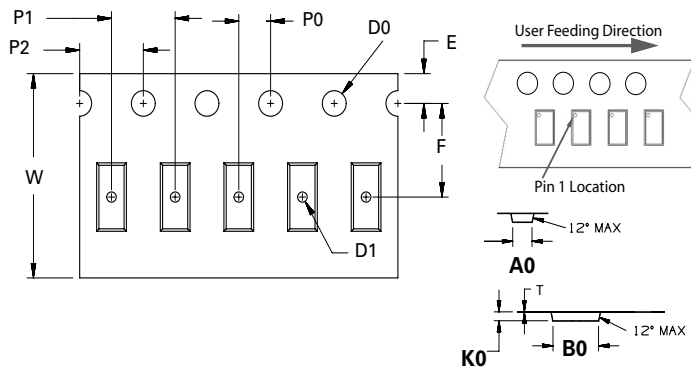 P1
P0
D0
P2
E
F
W
D1
User Feeding Direction
Pin 1 Location
12° MAX
A0
T
12° MAX
K0
B0